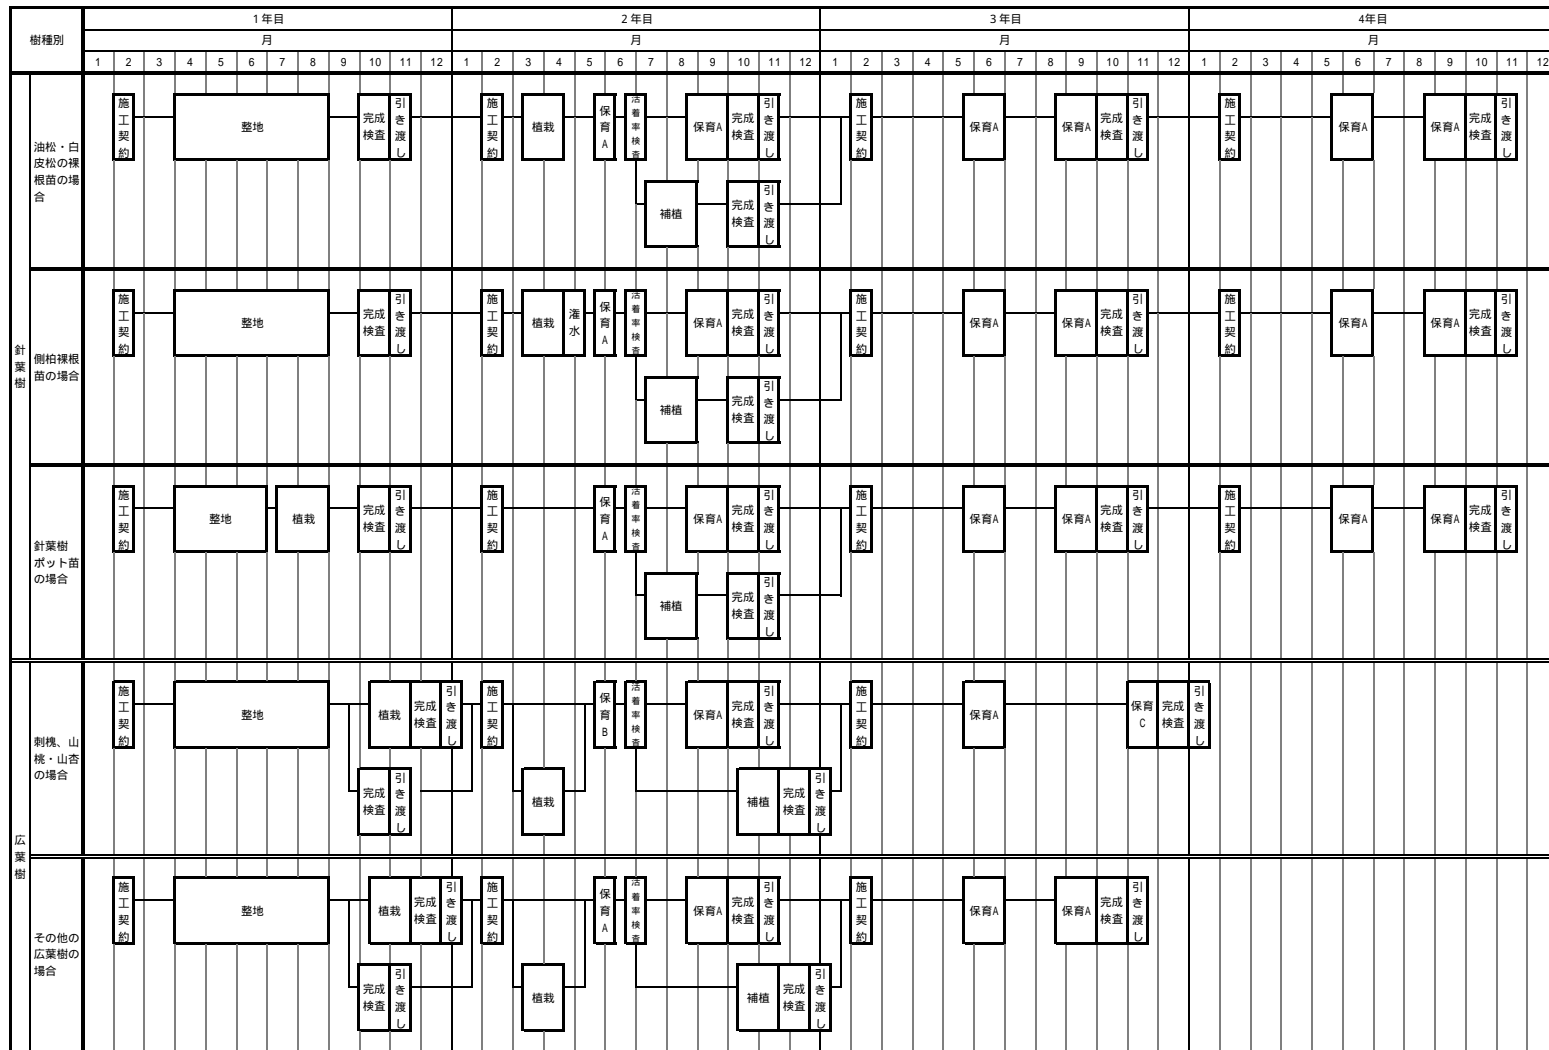 樹種別
1年目
2年目
3年目
4年目
月
月
月
月
1 2 3 4 5 6 7 8 9 10 11 12 1 2 3 4 5 6 7 8 9 10 11 12 1 2 3 4 5 6 7 8 9 10 11 12 1 2 3 4 5 6 7 8 9 10 11 12
針葉樹
油松・白
皮松の裸
根苗の場
合
施工契約
整地
完成
検査
引き渡し
施工契約
植栽
保育A
活着率検査
保育A
完成
検査
引き渡し
補植
完成
検査
引き渡し
施工契約
保育A
保育A
完成
検査
引き渡し
施工契約
保育A
保育A
完成
検査
引き渡し
側柏裸根
苗の場合
施工契約
整地
完成
検査
引き渡し
施工契約
植栽
潅水
保育A
活着率検査
保育A
完成
検査
引き渡し
補植
完成
検査
引き渡し
施工契約
保育A
保育A
完成
検査
引き渡し
施工契約
保育A
保育A
完成
検査
引き渡し
針葉樹
ポット苗
の場合
施工契約
整地
植栽
完成
検査
引き渡し
施工契約
保育A
活着率検査
保育A
完成
検査
引き渡し
補植
完成
検査
引き渡し
施工契約
保育A
保育A
完成
検査
引き渡し
施工契約
保育A
保育A
完成
検査
引き渡し
広葉樹
刺槐、山
桃・山杏
の場合
施工契約
整地
植栽
完成
検査
引き渡し
完成
検査
引き渡し
施工契約
植栽
保育B
活着率検査
保育A
完成
検査
引き渡し
補植
完成
検査
引き渡し
施工契約
保育A
保育
C
完成
検査
引き渡し
その他の
広葉樹の
場合
施工契約
整地
植栽
完成
検査
引き渡し
完成
検査
引き渡し
施工契約
植栽
保育A
活着率検査
保育A
完成
検査
引き渡し
補植
完成
検査
引き渡し
施工契約
保育A
保育A
完成
検査
引き渡し